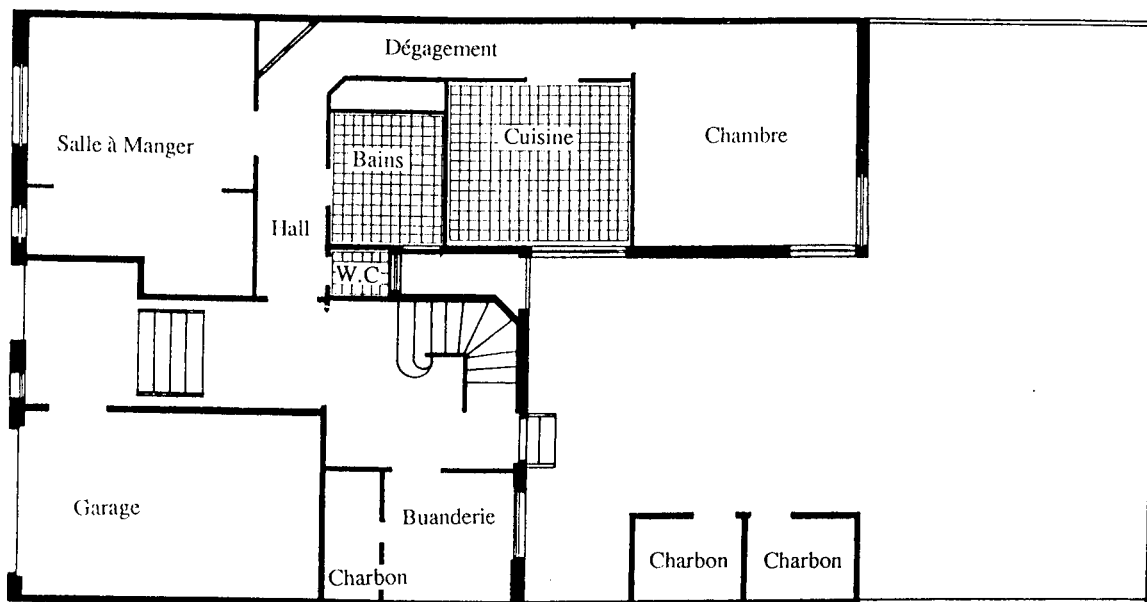 Dégagement
Salle à Manger
Bains
Cuisine
Chambre
Hall
W.C
Garage
Buanderie
Charbon
Charbon
Charbon